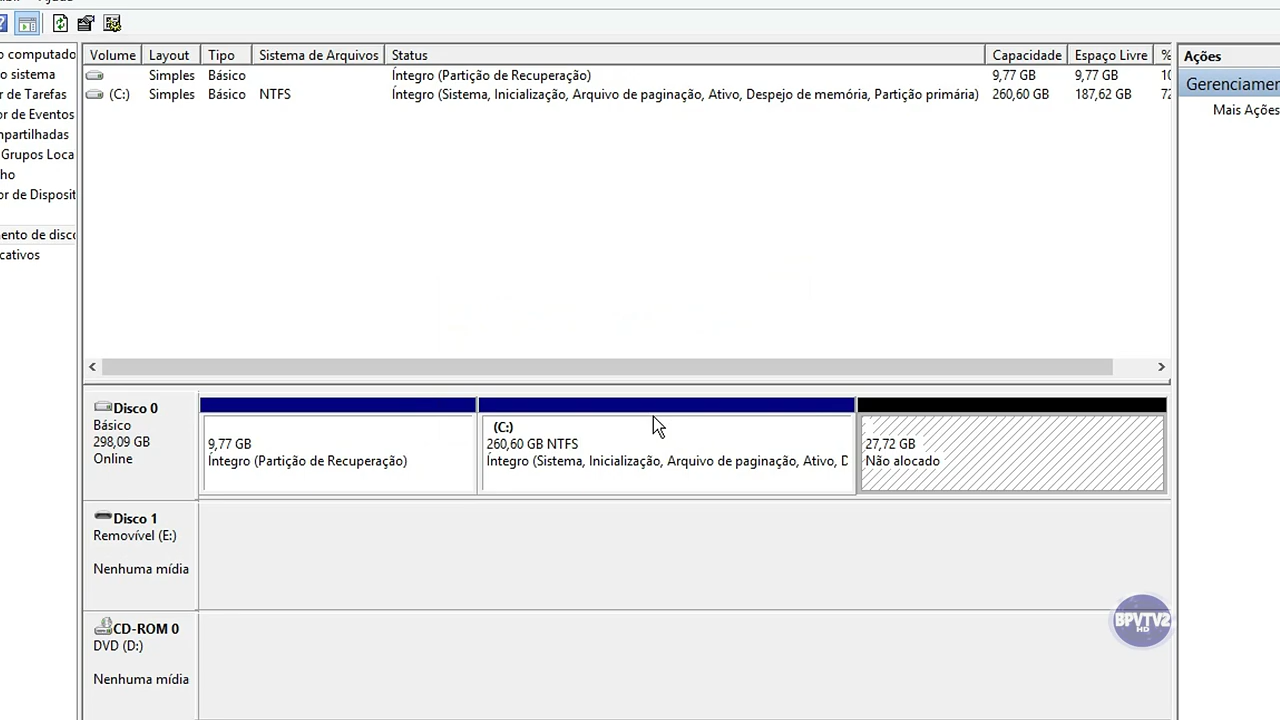 Volume Layout Tipo Sistema de Arquivos Status Capacidade Espaço Livre %
Simples Básico Íntegro (Partição de Recuperação) 9,77 GB 9,77 GB 10
(C:) Simples Básico NTFS Íntegro (Sistema, Inicialização, Arquivo de paginação, Ativo, Despejo de memória, Partição primária) 260,60 GB 187,62 GB 72
o computado
o sistema
r de Tarefas
or de Eventos
mpartilhadas
Grupos Loca
ho
or de Disposit
ento de disco
cativos
Ações
Gerenciamen
Mais Ações
Disco 0
Básico
298,09 GB
Online
9,77 GB
Íntegro (Partição de Recuperação)
(C:)
260,60 GB NTFS
Íntegro (Sistema, Inicialização, Arquivo de paginação, Ativo, D
27,72 GB
Não alocado
Disco 1
Removível (E:)
Nenhuma mídia
CD-ROM 0
DVD (D:)
Nenhuma mídia
BPVTV2
HD